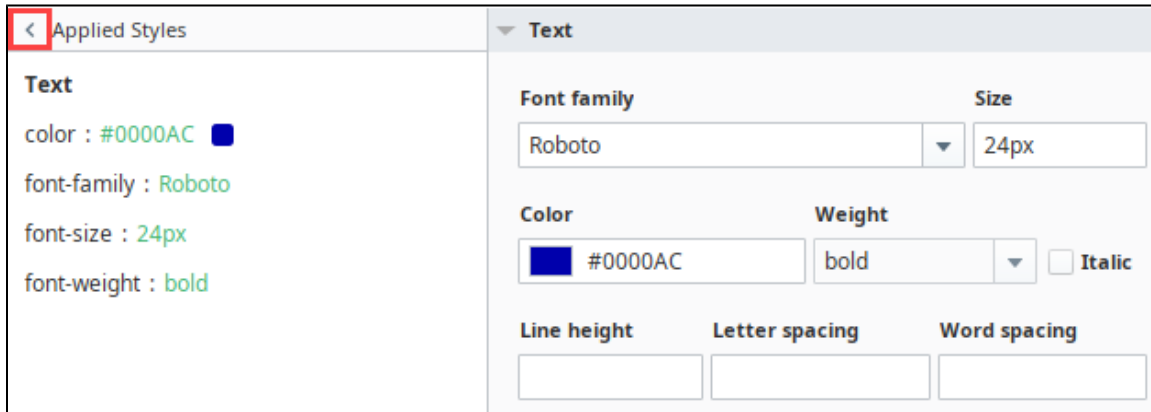 Applied Styles
Text
color : #0000AC
font-family : Roboto
font-size : 24px
font-weight : bold
Text
Font family Size
Roboto 24px
Color Weight
#0000AC bold Italic
Line height Letter spacing Word spacing